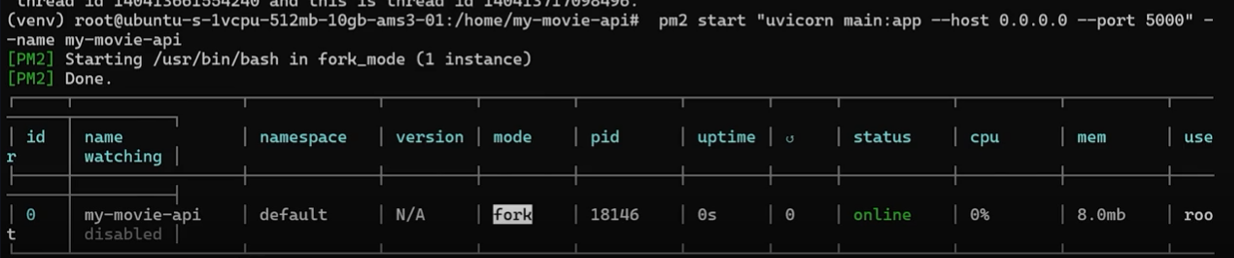 thread id 140413661554240 and this is thread id 140413717098496.
(venv) root@ubuntu-s-1vcpu-512mb-10gb-ams3-01:/home/my-movie-api#  pm2 start "uvicorn main:app --host 0.0.0.0 --port 5000" -
-name my-movie-api
[PM2] Starting /usr/bin/bash in fork_mode (1 instance)
[PM2] Done.
│ id │ name │ namespace │ version │ mode │ pid │ uptime │ ↺ │ status │ cpu │ mem │ use
r │ watching │
│ 0 │ my-movie-api │ default │ N/A │ fork │ 18146 │ 0s │ 0 │ online │ 0% │ 8.0mb │ roo
t │ disabled │